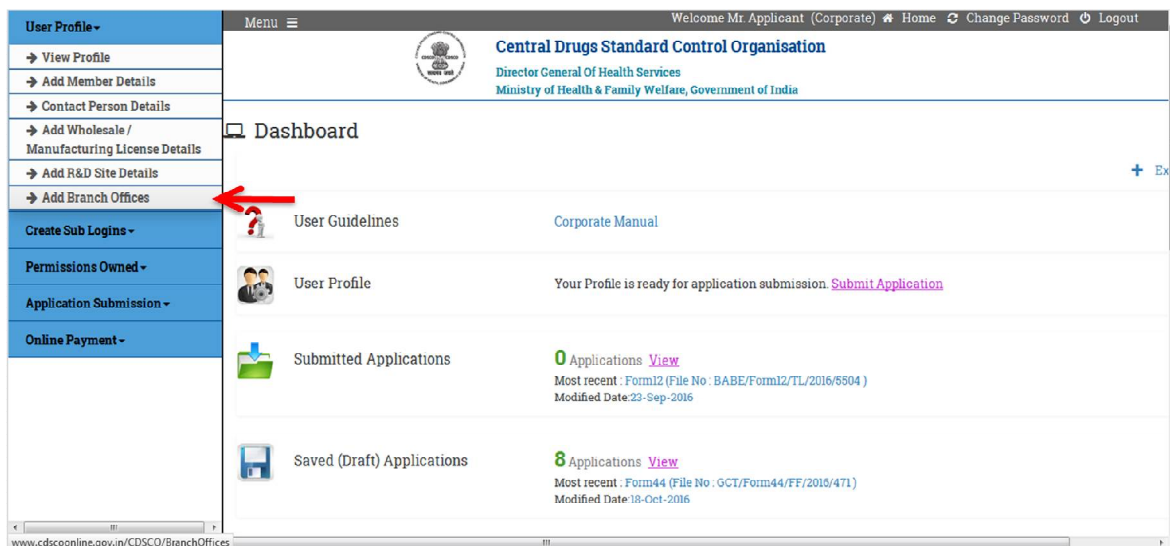 User Profile
View Profile
Add Member Details
Contact Person Details
Add Wholesale /
Manufacturing License Details
Add R&D Site Details
Add Branch Offices
Create Sub Logins
Permissions Owned
Application Submission
Online Payment
www.cdscoonline.gov.in/CDSCO/BranchOffices
Menu
Welcome Mr. Applicant (Corporate) Home Change Password Logout
Central Drugs Standard Control Organisation
Director General Of Health Services
Ministry of Health & Family Welfare, Government of India
Dashboard
+ Ex
User Guidelines Corporate Manual
User Profile Your Profile is ready for application submission. Submit Application
Submitted Applications 0 Applications View
Most recent : Form12 (File No : BABE/Form12/TL/2016/5504 )
Modified Date:23-Sep-2016
Saved (Draft) Applications 8 Applications View
Most recent : Form44 (File No : GCT/Form44/FF/2016/471 )
Modified Date:18-Oct-2016